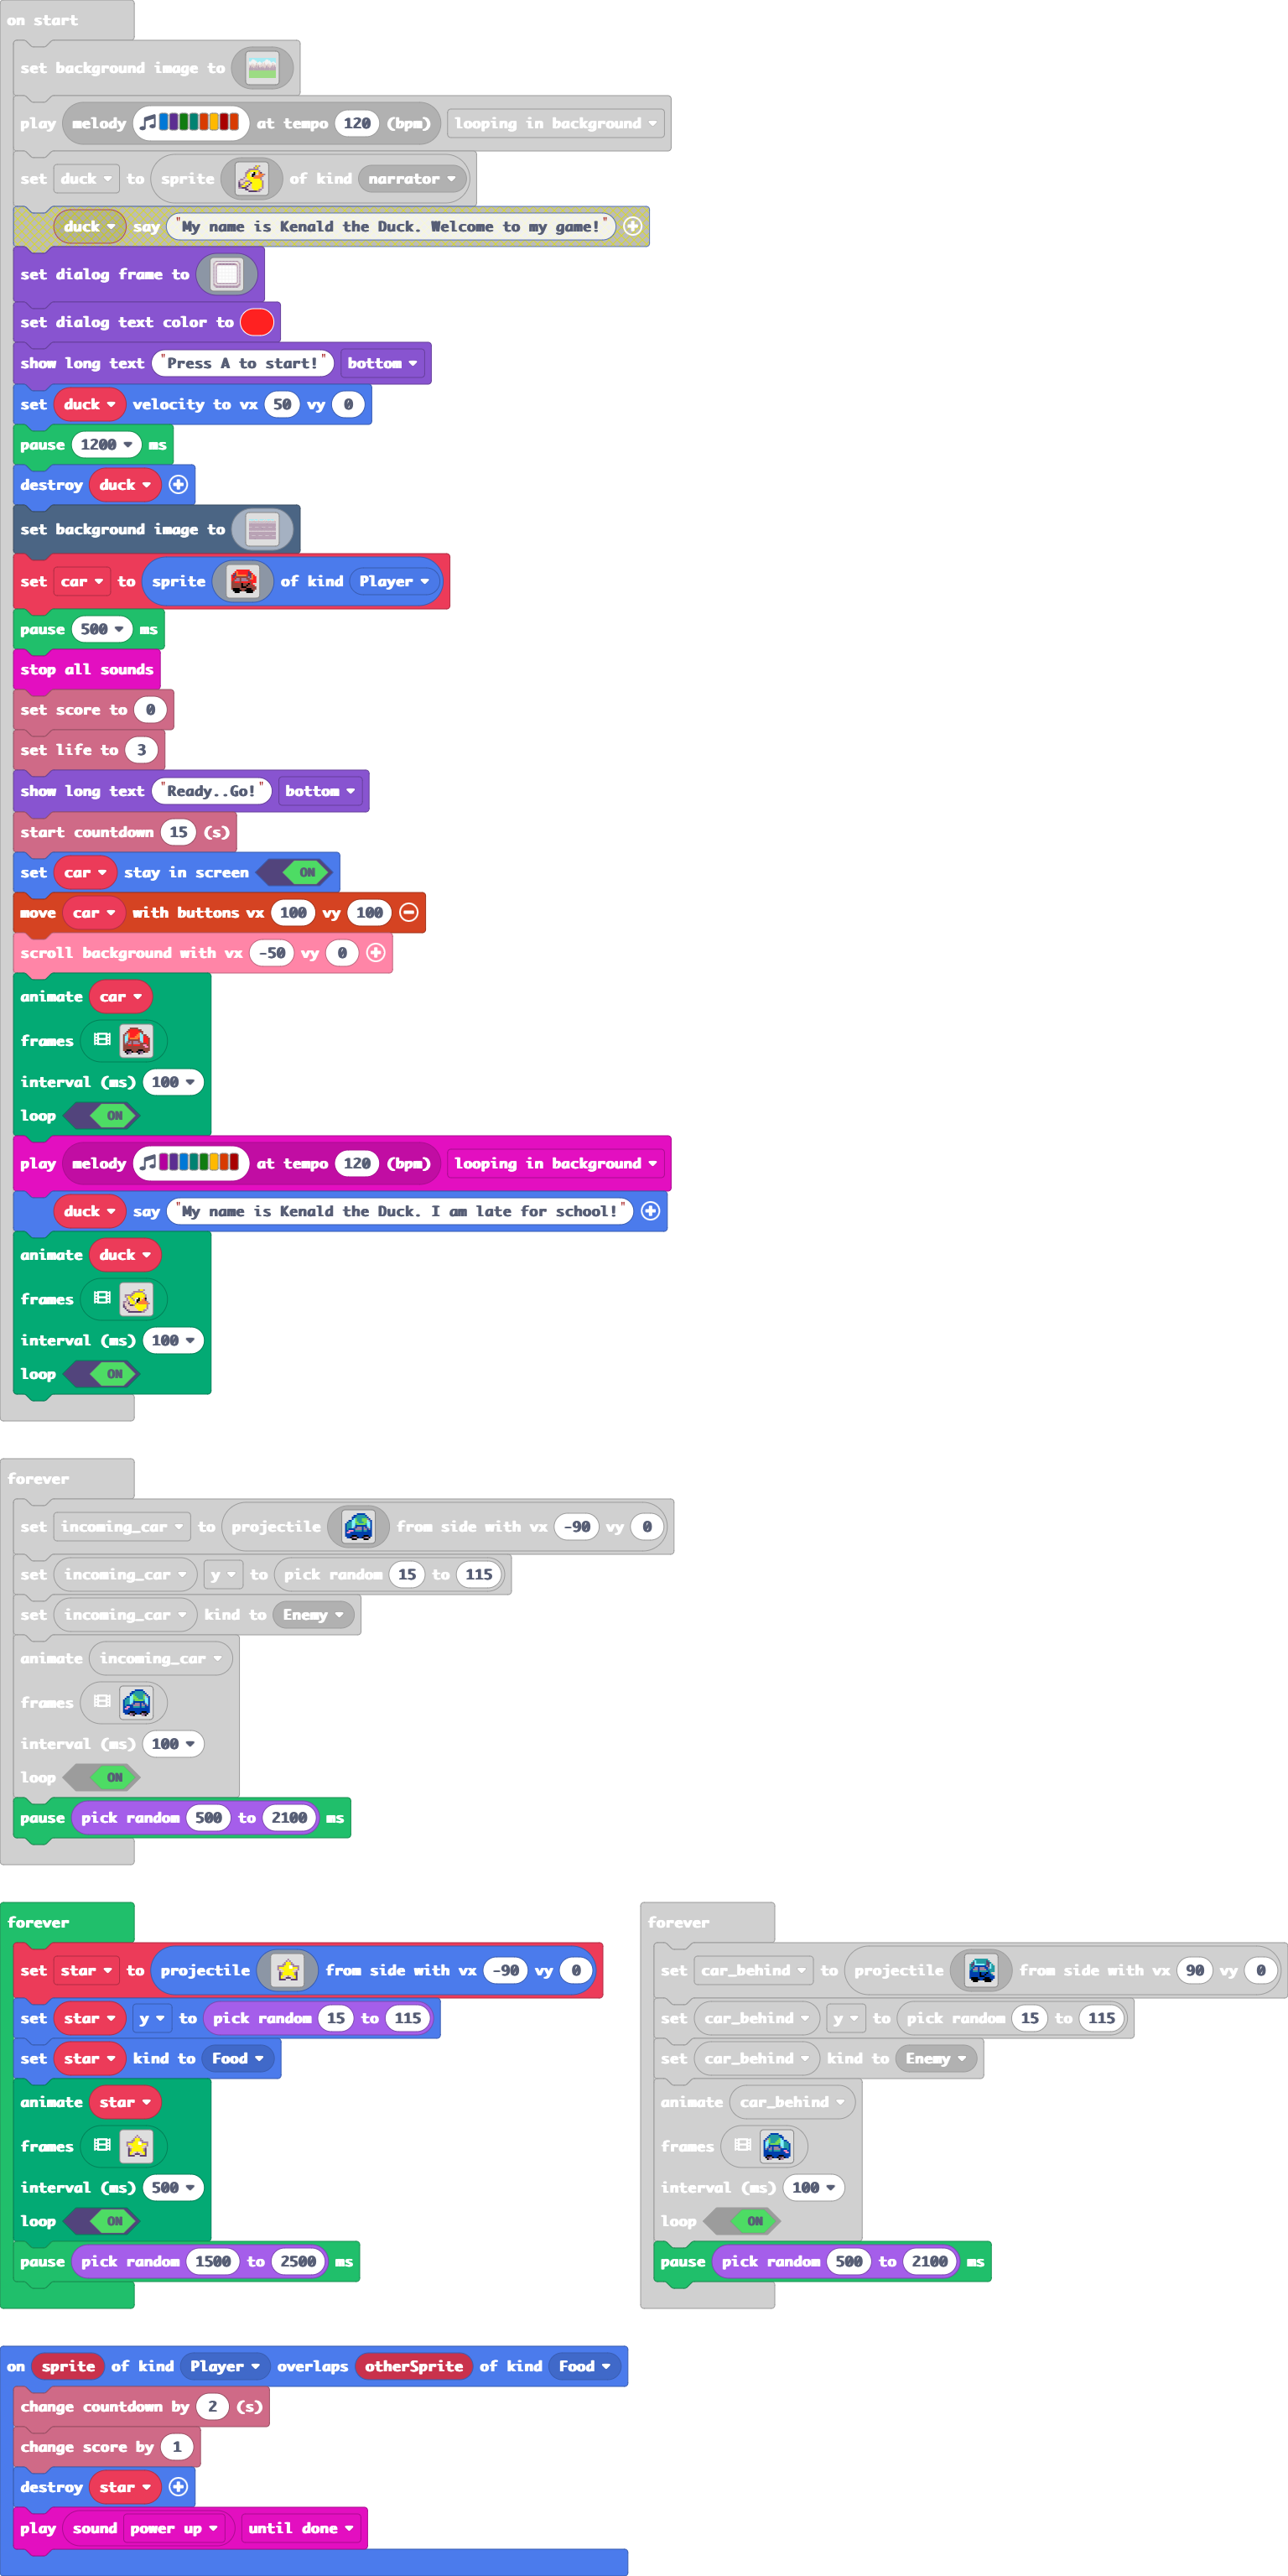 on start
set background image to
play melody at tempo 120 (bpm) looping in background
set duck to sprite of kind narrator
duck say "My name is Kenald the Duck. Welcome to my game!"
set dialog frame to
set dialog text color to
show long text "Press A to start!" bottom
set duck velocity to vx 50 vy 0
pause 1200 ms
destroy duck
set background image to
set car to sprite of kind Player
pause 500 ms
stop all sounds
set score to 0
set life to 3
show long text "Ready..Go!" bottom
start countdown 15 (s)
set car stay in screen ON
move car with buttons vx 100 vy 100
scroll background with vx -50 vy 0
animate car
frames
interval (ms) 100
loop ON
play melody at tempo 120 (bpm) looping in background
duck say "My name is Kenald the Duck. I am late for school!"
animate duck
frames
interval (ms) 100
loop ON
forever
set incoming_car to projectile from side with vx -90 vy 0
set incoming_car y to pick random 15 to 115
set incoming_car kind to Enemy
animate incoming_car
frames
interval (ms) 100
loop ON
pause pick random 500 to 2100 ms
forever
set star to projectile from side with vx -90 vy 0
set star y to pick random 15 to 115
set star kind to Food
animate star
frames
interval (ms) 500
loop ON
pause pick random 1500 to 2500 ms
forever
set car_behind to projectile from side with vx 90 vy 0
set car_behind y to pick random 15 to 115
set car_behind kind to Enemy
animate car_behind
frames
interval (ms) 100
loop ON
pause pick random 500 to 2100 ms
on sprite of kind Player overlaps otherSprite of kind Food
change countdown by 2 (s)
change score by 1
destroy star
play sound power up until done